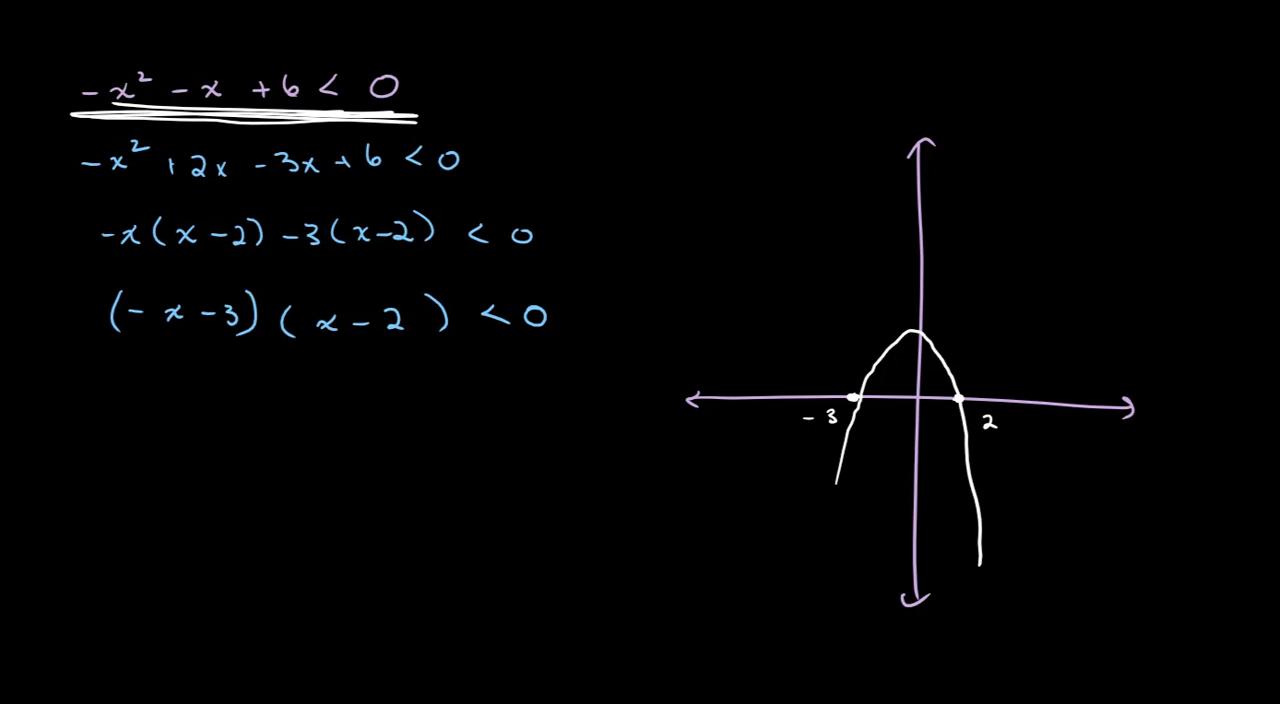 -x² - x + 6 < 0
-x² + 2x - 3x + 6 < 0
-x(x-2) -3(x-2) < 0
(-x-3)(x-2) < 0
-3
2